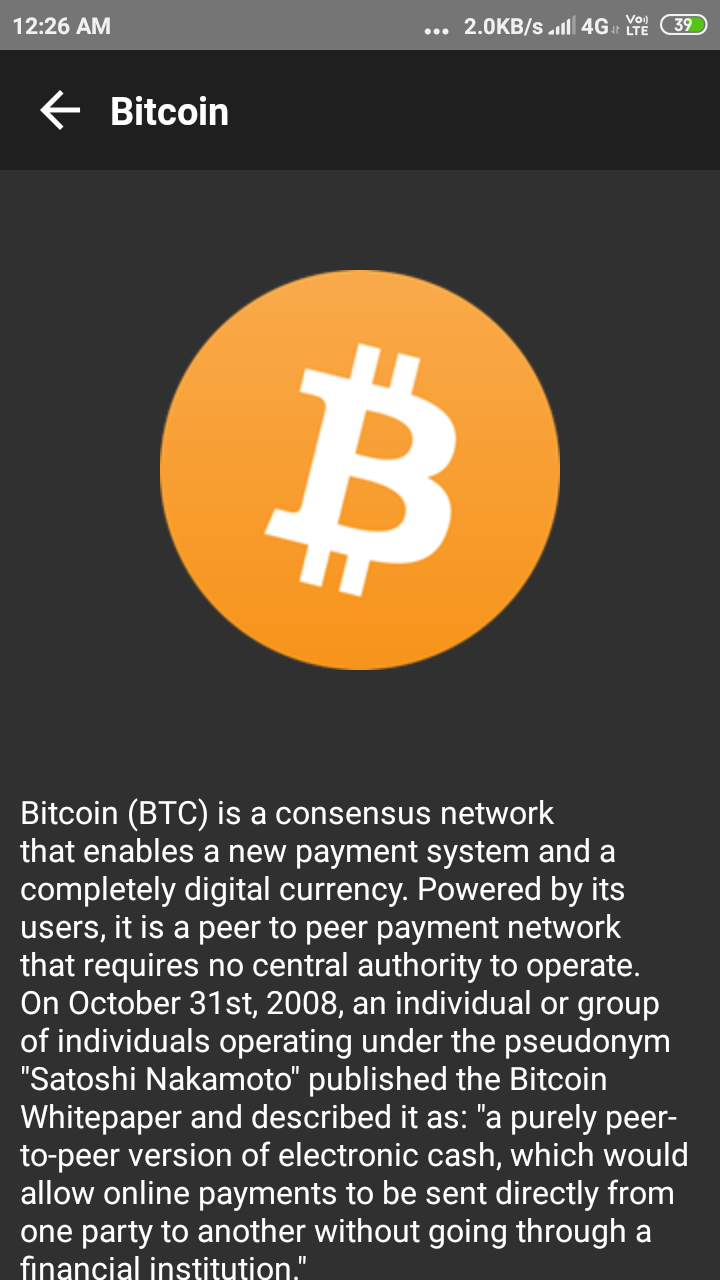 12:26 AM ... 2.0KB/s 4G Vo LTE 39
Bitcoin
Bitcoin (BTC) is a consensus network
that enables a new payment system and a
completely digital currency. Powered by its
users, it is a peer to peer payment network
that requires no central authority to operate.
On October 31st, 2008, an individual or group
of individuals operating under the pseudonym
"Satoshi Nakamoto" published the Bitcoin
Whitepaper and described it as: "a purely peer-
to-peer version of electronic cash, which would
allow online payments to be sent directly from
one party to another without going through a
financial institution."